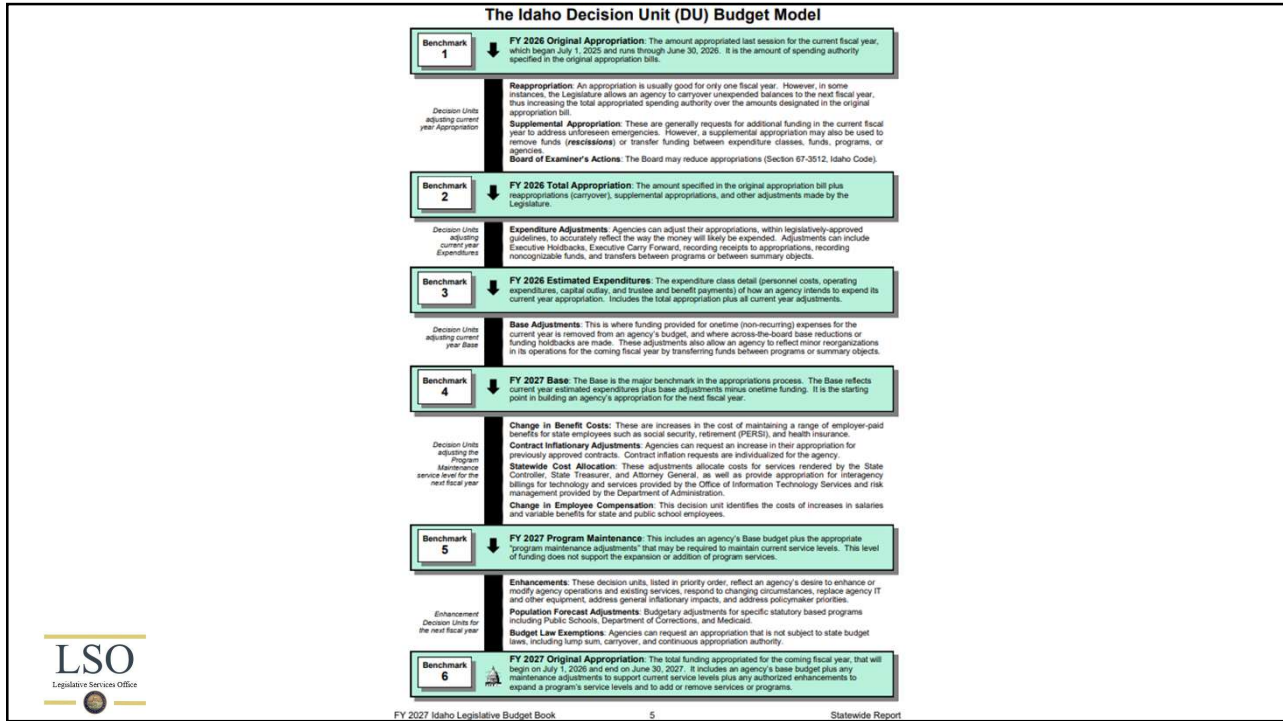 The Idaho Decision Unit (DU) Budget Model
Benchmark
1
FY 2026 Original Appropriation: The amount appropriated last session for the current fiscal year,
which began July 1, 2025 and runs through June 30, 2026. It is the amount of spending authority
specified in the original appropriation bills.
Decision Units
adjusting current
year Appropriation
Reappropriation: An appropriation is usually good for only one fiscal year. However, in some
instances, the Legislature allows an agency to carryover unexpended balances to the next fiscal year,
thus increasing the total appropriated spending authority over the amounts designated in the original
appropriation bill.
Supplemental Appropriation: These are generally requests for additional funding in the current fiscal
year to address unforeseen emergencies. However, a supplemental appropriation may also be used to
remove funds (rescissions) or transfer funding between expenditure classes, funds, programs, or
agencies.
Board of Examiner's Actions: The Board may reduce appropriations (Section 67-3512, Idaho Code).
Benchmark
2
FY 2026 Total Appropriation: The amount specified in the original appropriation bill plus
reappropriations (carryover), supplemental appropriations, and other adjustments made by the
Legislature.
Decision Units
adjusting
current year
Expenditures
Expenditure Adjustments: Agencies can adjust their appropriations, within legislatively-approved
guidelines, to accurately reflect the way the money will likely be expended. Adjustments can include
Executive Holdbacks, Executive Carry Forward, recording receipts to appropriations, recording
noncognizable funds, and transfers between programs or between summary objects.
Benchmark
3
FY 2026 Estimated Expenditures: The expenditure class detail (personnel costs, operating
expenditures, capital outlay, and trustee and benefit payments) of how an agency intends to expend its
current year appropriation. Includes the total appropriation plus all current year adjustments.
Decision Units
adjusting current
year Base
Base Adjustments: This is where funding provided for onetime (non-recurring) expenses for the
current year is removed from an agency's budget, and where across-the-board base reductions or
funding holdbacks are made. These adjustments also allow an agency to reflect minor reorganizations
in its operations for the coming fiscal year by transferring funds between programs or summary objects.
Benchmark
4
FY 2027 Base: The Base is the major benchmark in the appropriations process. The Base reflects
current year estimated expenditures plus base adjustments minus onetime funding. It is the starting
point in building an agency's appropriation for the next fiscal year.
Decision Units
adjusting the
Program
Maintenance
service level for the
next fiscal year
Change in Benefit Costs: These are increases in the cost of maintaining a range of employer-paid
benefits for state employees such as social security, retirement (PERSI), and health insurance.
Contract Inflationary Adjustments: Agencies can request an increase in their appropriation for
previously approved contracts. Contract inflation requests are individualized for the agency.
Statewide Cost Allocation: These adjustments allocate costs for services rendered by the State
Controller, State Treasurer, and Attorney General, as well as provide appropriation for interagency
billings for technology and services provided by the Office of Information Technology Services and risk
management provided by the Department of Administration.
Change in Employee Compensation: This decision unit identifies the costs of increases in salaries
and variable benefits for state and public school employees.
Benchmark
5
FY 2027 Program Maintenance: This includes an agency's Base budget plus the appropriate
"program maintenance adjustments" that may be required to maintain current service levels. This level
of funding does not support the expansion or addition of program services.
Enhancement
Decision Units for
the next fiscal year
Enhancements: These decision units, listed in priority order, reflect an agency's desire to enhance or
modify agency operations and existing services, respond to changing circumstances, replace agency IT
and other equipment, address general inflationary impacts, and address policymaker priorities.
Population Forecast Adjustments: Budgetary adjustments for specific statutory based programs
including Public Schools, Department of Corrections, and Medicaid.
Budget Law Exemptions: Agencies can request an appropriation that is not subject to state budget
laws, including lump sum, carryover, and continuous appropriation authority.
Benchmark
6
FY 2027 Original Appropriation: The total funding appropriated for the coming fiscal year, that will
begin on July 1, 2026 and end on June 30, 2027. It includes an agency's base budget plus any
maintenance adjustments to support current service levels plus any authorized enhancements to
expand a program's service levels and to add or remove services or programs.
LSO
Legislative Services Office
FY 2027 Idaho Legislative Budget Book 5 Statewide Report